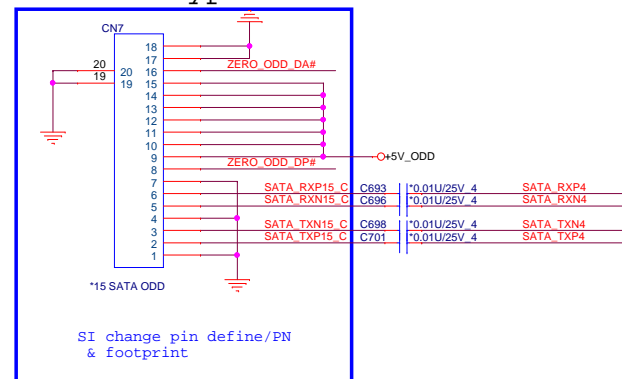 CN7
18
17
20 20 16 ZERO_ODD_DA#
19 19 15
14
13
12
11
10
9 +5V_ODD
8 ZERO_ODD_DP#
7
6 SATA_RXP15_C C693 *0.01U/25V_4 SATA_RXP4
5 SATA_RXN15_C C696 *0.01U/25V_4 SATA_RXN4
4
3 SATA_TXN15_C C698 *0.01U/25V_4 SATA_TXN4
2 SATA_TXP15_C C701 *0.01U/25V_4 SATA_TXP4
1
*15 SATA ODD
SI change pin define/PN
& footprint